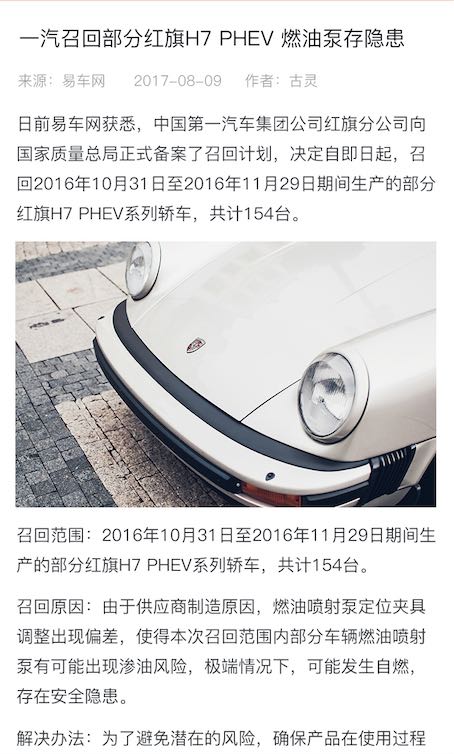 一汽召回部分红旗H7 PHEV 燃油泵存隐患
来源：易车网 2017-08-09 作者：古灵
日前易车网获悉，中国第一汽车集团公司红旗分公司向
国家质量总局正式备案了召回计划，决定自即日起，召
回2016年10月31日至2016年11月29日期间生产的部分
红旗H7 PHEV系列轿车，共计154台。
召回范围：2016年10月31日至2016年11月29日期间生
产的部分红旗H7 PHEV系列轿车，共计154台。
召回原因：由于供应商制造原因，燃油喷射泵定位夹具
调整出现偏差，使得本次召回范围内部分车辆燃油喷射
泵有可能出现渗油风险，极端情况下，可能发生自燃，
存在安全隐患。
解决办法：为了避免潜在的风险，确保产品在使用过程